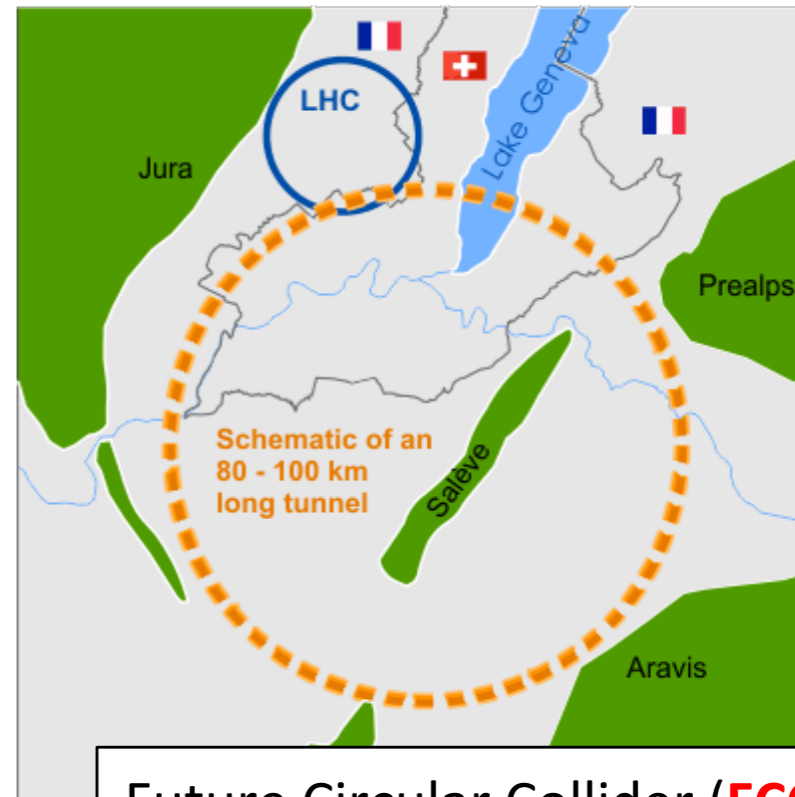 LHC
Lake Geneva
Jura
Prealps
Schematic of an
80 - 100 km
long tunnel
Salève
Aravis
Future Circular Collider